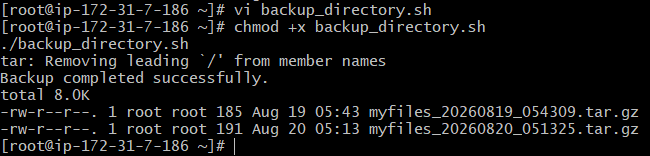 [root@ip-172-31-7-186 ~]# vi backup_directory.sh
[root@ip-172-31-7-186 ~]# chmod +x backup_directory.sh
./backup_directory.sh
tar: Removing leading `/' from member names
Backup completed successfully.
total 8.0K
-rw-r--r--. 1 root root 185 Aug 19 05:43 myfiles_20260819_054309.tar.gz
-rw-r--r--. 1 root root 191 Aug 20 05:13 myfiles_20260820_051325.tar.gz
[root@ip-172-31-7-186 ~]#